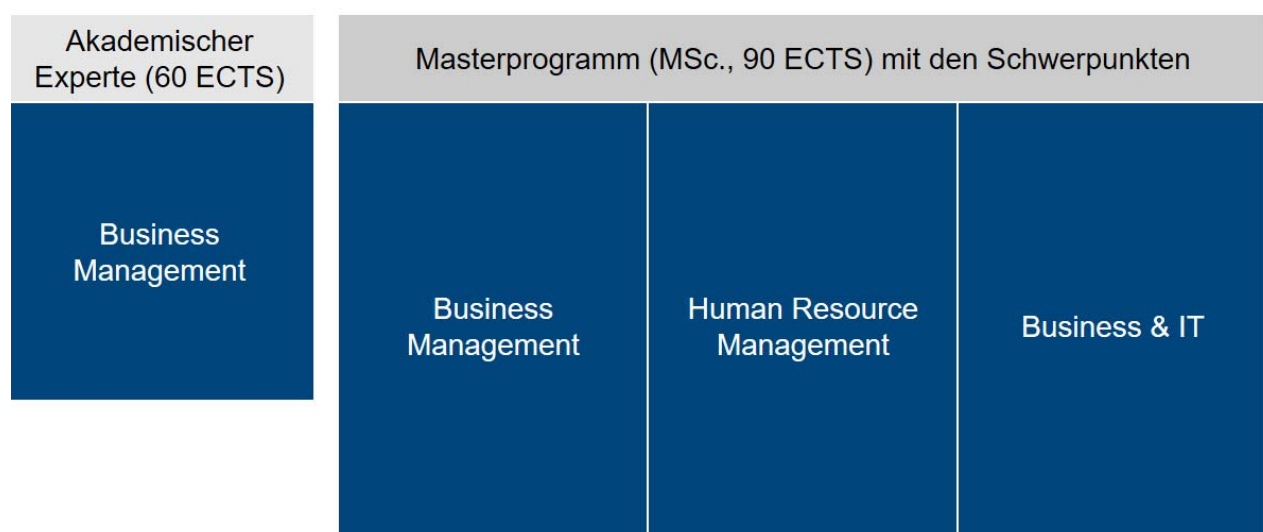 Akademischer
Experte (60 ECTS)
Masterprogramm (MSc., 90 ECTS) mit den Schwerpunkten
Business
Management
Business
Management
Human Resource
Management
Business & IT